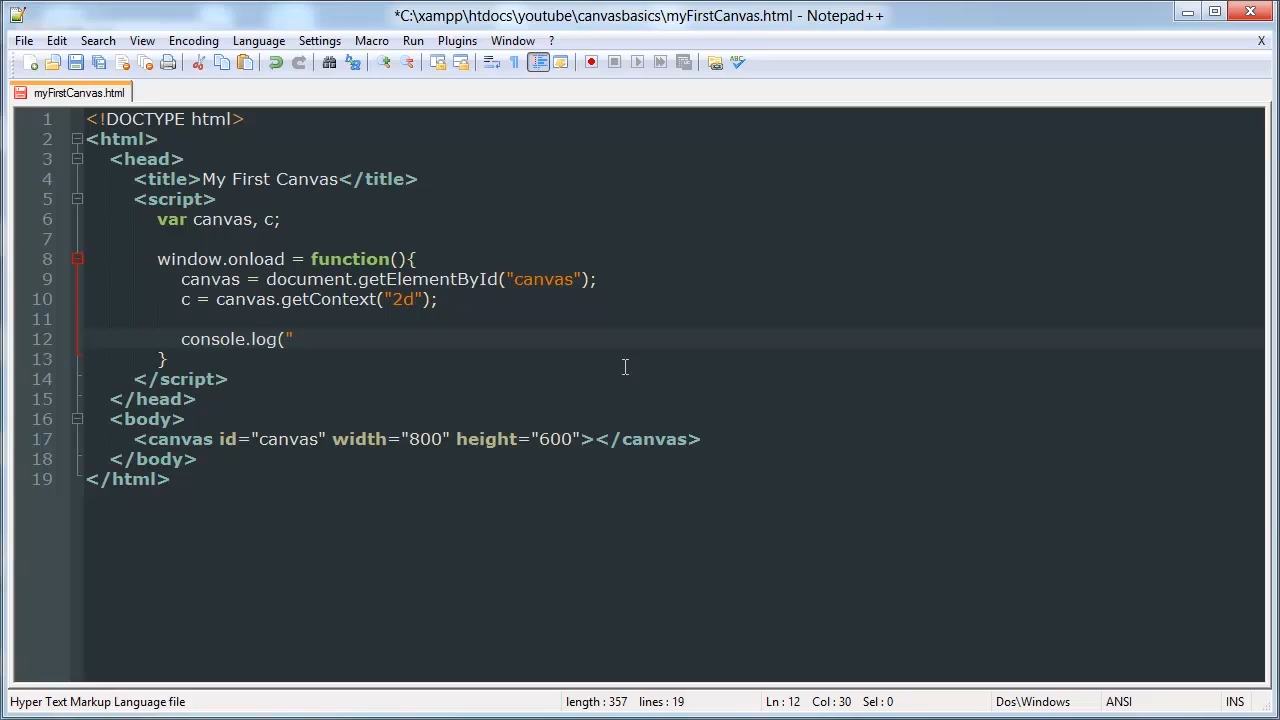 *C:\xampp\htdocs\youtube\canvasbasics\myFirstCanvas.html - Notepad++
File Edit Search View Encoding Language Settings Macro Run Plugins Window ? X
myFirstCanvas.html
1 <!DOCTYPE html>
2 <html>
3 <head>
4 <title>My First Canvas</title>
5 <script>
6 var canvas, c;
7
8 window.onload = function(){
9 canvas = document.getElementById("canvas");
10 c = canvas.getContext("2d");
11
12 console.log("
13 }
14 </script>
15 </head>
16 <body>
17 <canvas id="canvas" width="800" height="600"></canvas>
18 </body>
19 </html>
Hyper Text Markup Language file length : 357 lines : 19 Ln : 12 Col : 30 Sel : 0 Dos\Windows ANSI INS